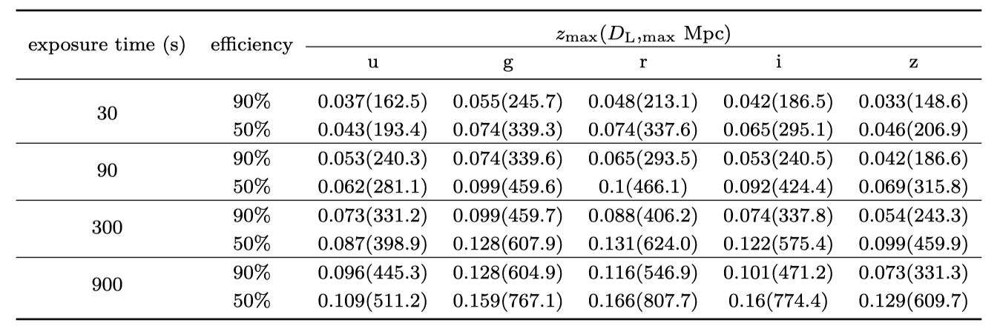 exposure time (s) efficiency z_max(D_L,max Mpc)
u g r i z
30 90% 0.037(162.5) 0.055(245.7) 0.048(213.1) 0.042(186.5) 0.033(148.6)
50% 0.043(193.4) 0.074(339.3) 0.074(337.6) 0.065(295.1) 0.046(206.9)
90 90% 0.053(240.3) 0.074(339.6) 0.065(293.5) 0.053(240.5) 0.042(186.6)
50% 0.062(281.1) 0.099(459.6) 0.1(466.1) 0.092(424.4) 0.069(315.8)
300 90% 0.073(331.2) 0.099(459.7) 0.088(406.2) 0.074(337.8) 0.054(243.3)
50% 0.087(398.9) 0.128(607.9) 0.131(624.0) 0.122(575.4) 0.099(459.9)
900 90% 0.096(445.3) 0.128(604.9) 0.116(546.9) 0.101(471.2) 0.073(331.3)
50% 0.109(511.2) 0.159(767.1) 0.166(807.7) 0.16(774.4) 0.129(609.7)